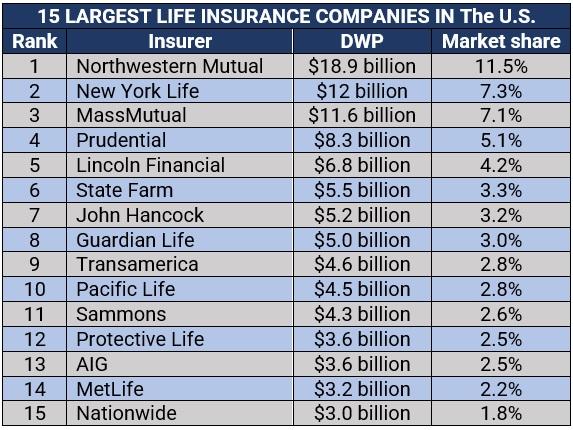 15 LARGEST LIFE INSURANCE COMPANIES IN The U.S.
Rank Insurer DWP Market share
1 Northwestern Mutual $18.9 billion 11.5%
2 New York Life $12 billion 7.3%
3 MassMutual $11.6 billion 7.1%
4 Prudential $8.3 billion 5.1%
5 Lincoln Financial $6.8 billion 4.2%
6 State Farm $5.5 billion 3.3%
7 John Hancock $5.2 billion 3.2%
8 Guardian Life $5.0 billion 3.0%
9 Transamerica $4.6 billion 2.8%
10 Pacific Life $4.5 billion 2.8%
11 Sammons $4.3 billion 2.6%
12 Protective Life $3.6 billion 2.5%
13 AIG $3.6 billion 2.5%
14 MetLife $3.2 billion 2.2%
15 Nationwide $3.0 billion 1.8%